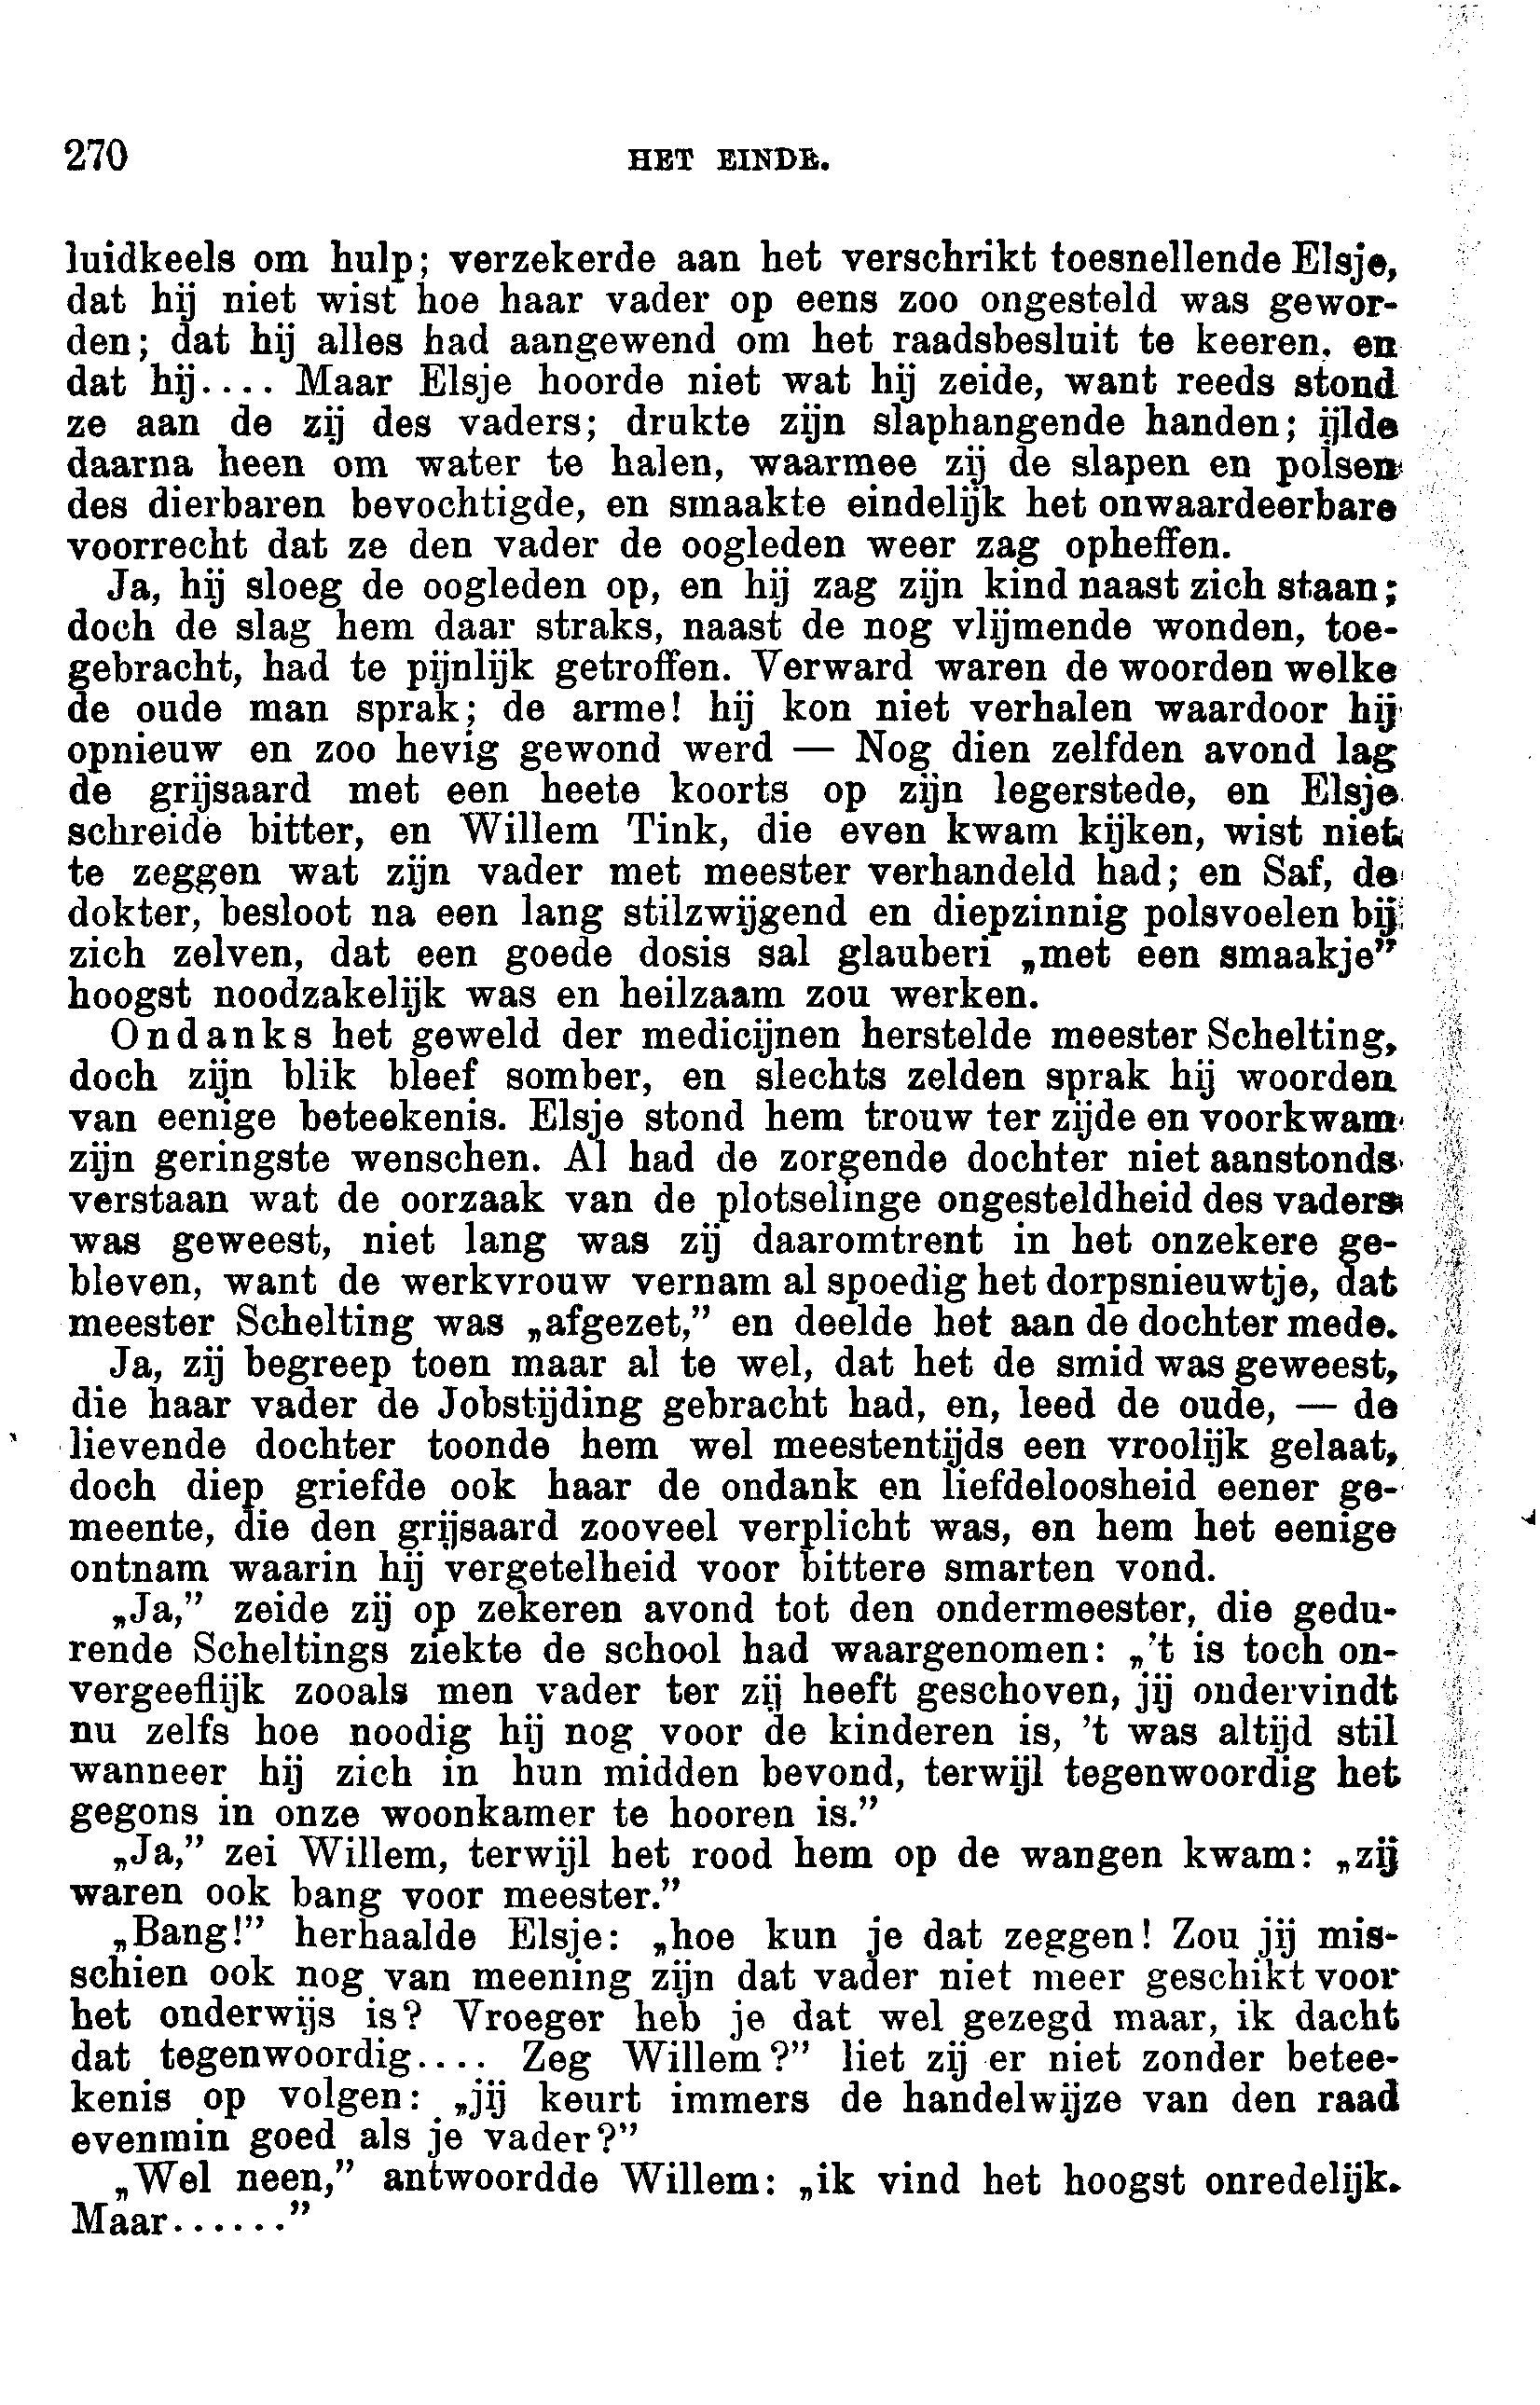 270 HET EINDE.
luidkeels om hulp; verzekerde aan het verschrikt toesnellende Elsje,
dat hij niet wist hoe haar vader op eens zoo ongesteld was gewor-
den; dat hij alles had aangewend om het raadsbesluit te keeren, en
dat hij.... Maar Elsje hoorde niet wat hij zeide, want reeds stond
ze aan de zij des vaders; drukte zijn slaphangende handen; ijlde
daarna heen om water te halen, waarmee zij de slapen en polsen
des dierbaren bevochtigde, en smaakte eindelijk het onwaardeerbare
voorrecht dat ze den vader de oogleden weer zag opheffen.
Ja, hij sloeg de oogleden op, en hij zag zijn kind naast zich staan;
doch de slag hem daar straks, naast de nog vlijmende wonden, toe-
gebracht, had te pijnlijk getroffen. Verward waren de woorden welke
de oude man sprak; de arme! hij kon niet verhalen waardoor hij
opnieuw en zoo hevig gewond werd — Nog dien zelfden avond lag
de grijsaard met een heete koorts op zijn legerstede, en Elsje
schreide bitter, en Willem Tink, die even kwam kijken, wist niet
te zeggen wat zijn vader met meester verhandeld had; en Saf, de
dokter, besloot na een lang stilzwijgend en diepzinnig polsvoelen bij
zich zelven, dat een goede dosis sal glauberi „met een smaakje”
hoogst noodzakelijk was en heilzaam zou werken.
Ondanks het geweld der medicijnen herstelde meester Schelting,
doch zijn blik bleef somber, en slechts zelden sprak hij woorden
van eenige beteekenis. Elsje stond hem trouw ter zijde en voorkwam
zijn geringste wenschen. Al had de zorgende dochter niet aanstonds
verstaan wat de oorzaak van de plotselinge ongesteldheid des vaders
was geweest, niet lang was zij daaromtrent in het onzekere ge-
bleven, want de werkvrouw vernam al spoedig het dorpsnieuwtje, dat
meester Schelting was „afgezet,” en deelde het aan de dochter mede.
Ja, zij begreep toen maar al te wel, dat het de smid was geweest,
die haar vader de Jobstijding gebracht had, en, leed de oude, — de
lievende dochter toonde hem wel meestentijds een vroolijk gelaat,
doch diep griefde ook haar de ondank en liefdeloosheid eener ge-
meente, die den grijsaard zooveel verplicht was, en hem het eenige
ontnam waarin hij vergetelheid voor bittere smarten vond.
„Ja,” zeide zij op zekeren avond tot den ondermeester, die gedu-
rende Scheltings ziekte de school had waargenomen: „'t is toch on-
vergeeflijk zooals men vader ter zij heeft geschoven, jij ondervindt
nu zelfs hoe noodig hij nog voor de kinderen is, 't was altijd stil
wanneer hij zich in hun midden bevond, terwijl tegenwoordig het
gegons in onze woonkamer te hooren is.”
„Ja,” zei Willem, terwijl het rood hem op de wangen kwam: „zij
waren ook bang voor meester.”
„Bang!” herhaalde Elsje: „hoe kun je dat zeggen! Zou jij mis-
schien ook nog van meening zijn dat vader niet meer geschikt voor
het onderwijs is? Vroeger heb je dat wel gezegd maar, ik dacht
dat tegenwoordig.... Zeg Willem?” liet zij er niet zonder betee-
kenis op volgen: „jij keurt immers de handelwijze van den raad
evenmin goed als je vader?”
„Wel neen,” antwoordde Willem: „ik vind het hoogst onredelijk.
Maar......”